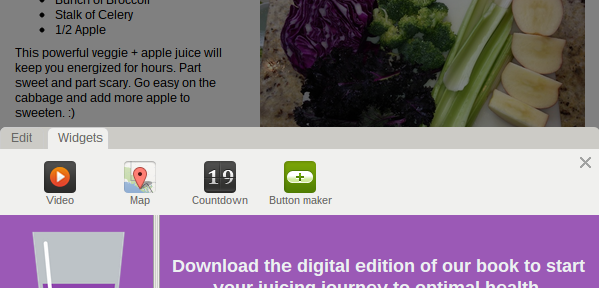 Bunch of Broccoli
Stalk of Celery
1/2 Apple
This powerful veggie + apple juice will
keep you energized for hours. Part
sweet and part scary. Go easy on the
cabbage and add more apple to
sweeten. :)
Edit
Widgets
19
Video
Map
Countdown
Button maker
Download the digital edition of our book to start
your juicing journey to optimal health